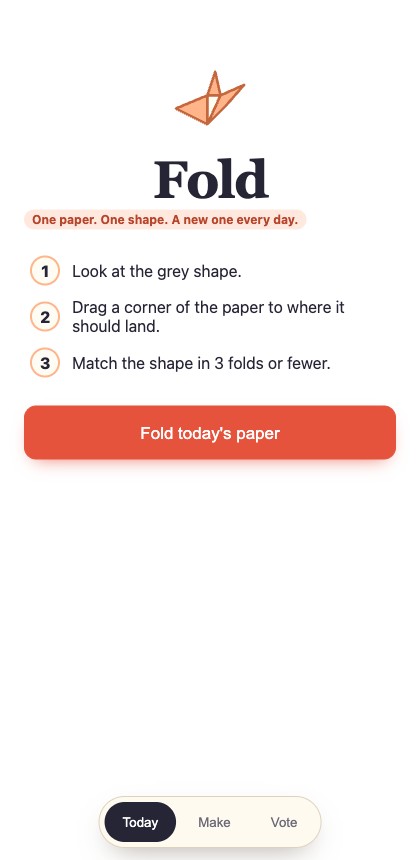 Fold
One paper. One shape. A new one every day.
1 Look at the grey shape.
2 Drag a corner of the paper to where it
should land.
3 Match the shape in 3 folds or fewer.
Fold today's paper
Today Make Vote